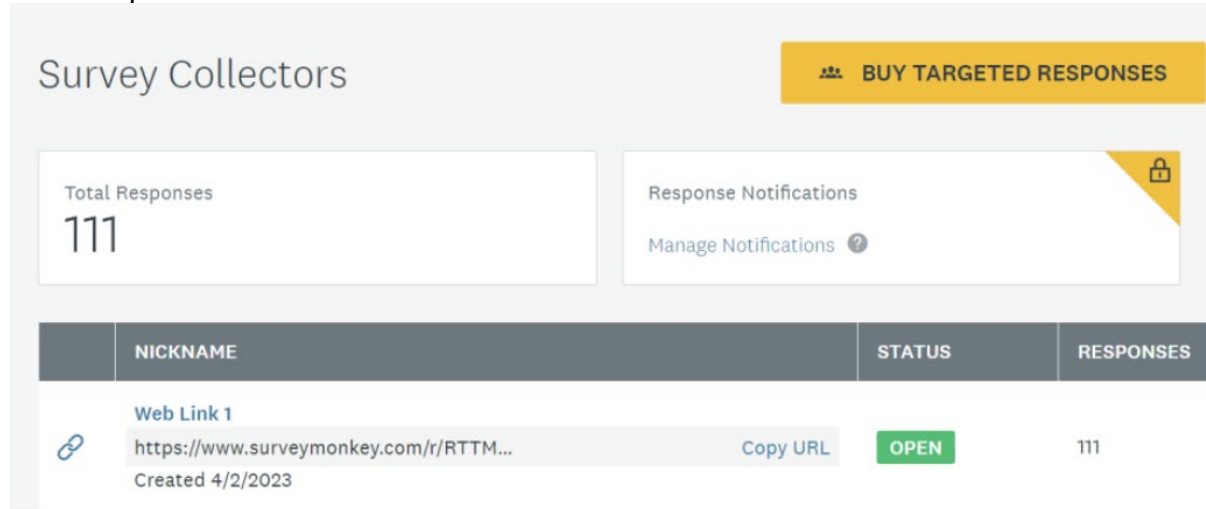 Survey Collectors
BUY TARGETED RESPONSES
Total Responses
111
Response Notifications
Manage Notifications ?
NICKNAME STATUS RESPONSES
Web Link 1
https://www.surveymonkey.com/r/RTTM... Copy URL OPEN 111
Created 4/2/2023